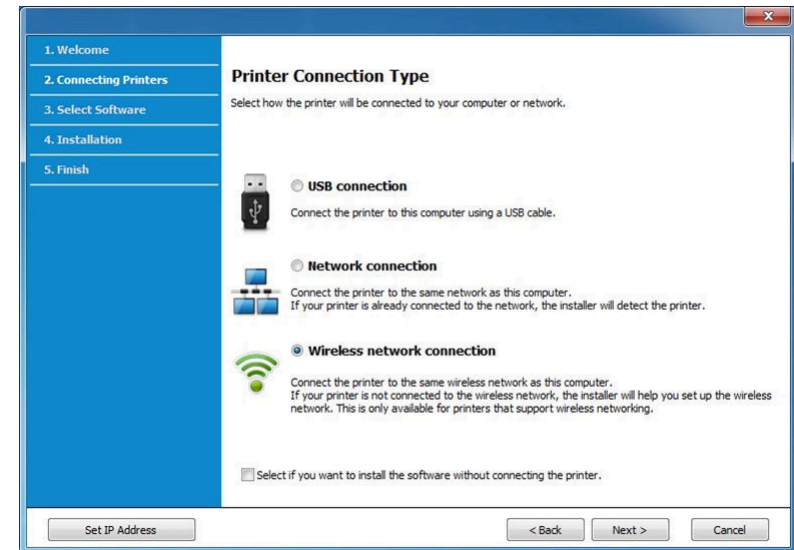 x
1. Welcome
2. Connecting Printers
3. Select Software
4. Installation
5. Finish
Printer Connection Type
Select how the printer will be connected to your computer or network.
USB connection
Connect the printer to this computer using a USB cable.
Network connection
Connect the printer to the same network as this computer.
If your printer is already connected to the network, the installer will detect the printer.
Wireless network connection
Connect the printer to the same wireless network as this computer.
If your printer is not connected to the wireless network, the installer will help you set up the wireless
network. This is only available for printers that support wireless networking.
Select if you want to install the software without connecting the printer.
Set IP Address
< Back
Next >
Cancel